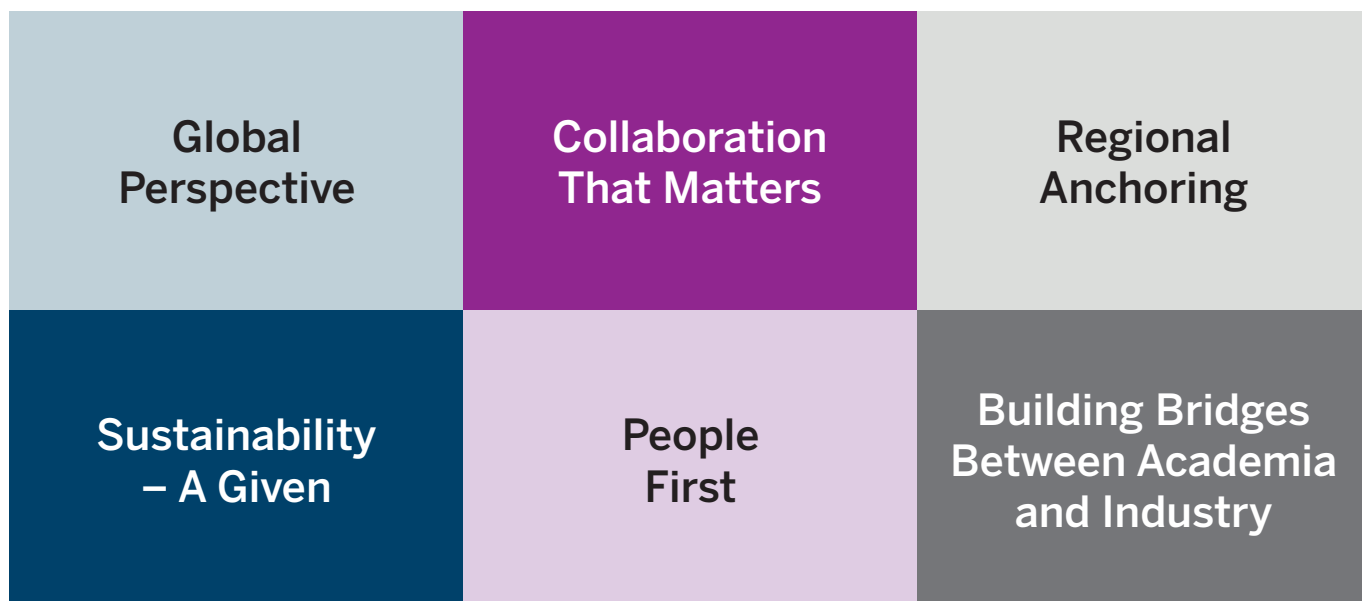 Global
Perspective
Collaboration
That Matters
Regional
Anchoring
Sustainability
– A Given
People
First
Building Bridges
Between Academia
and Industry